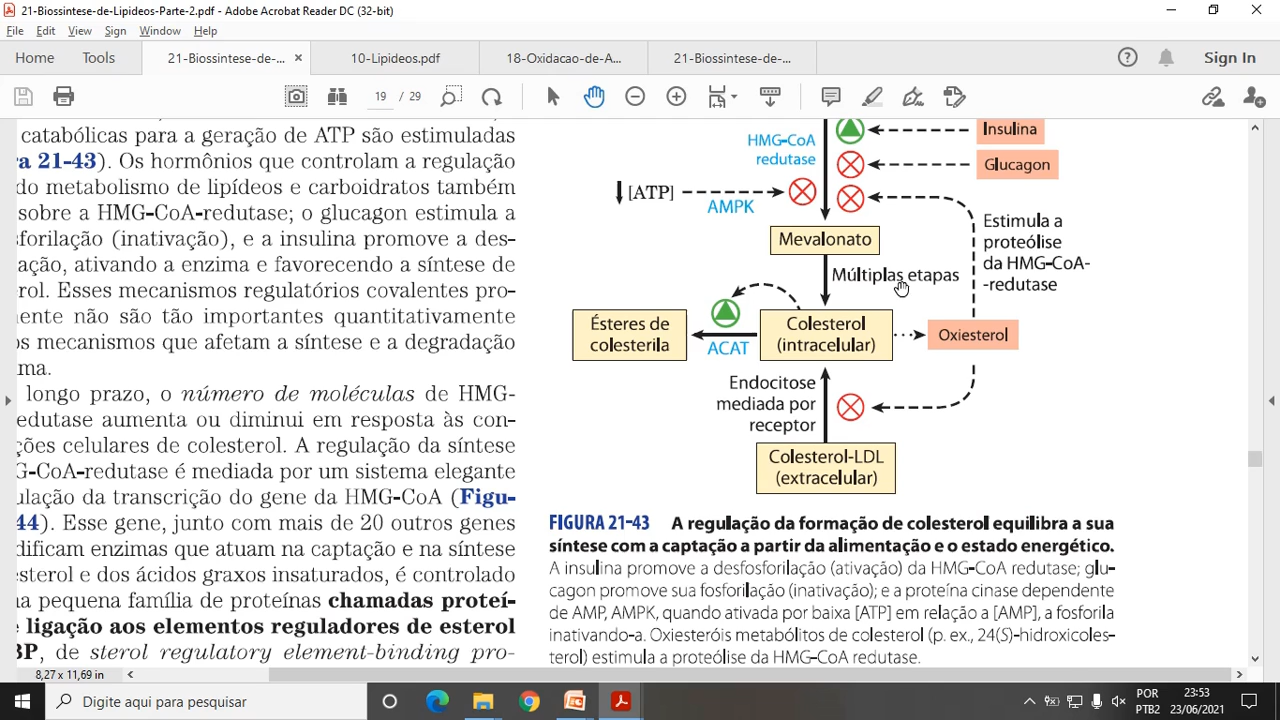 21-Biossintese-de-Lipideos-Parte-2.pdf - Adobe Acrobat Reader DC (32-bit)
File Edit View Sign Window Help
Home Tools 21-Biossintese-de-... × 10-Lipideos.pdf 18-Oxidacao-de-A... 21-Biossintese-de-... Sign In
19 / 29
catabólicas para a geração de ATP são estimuladas
a 21-43). Os hormônios que controlam a regulação
do metabolismo de lipídeos e carboidratos também
sobre a HMG-CoA-redutase; o glucagon estimula a
sforilação (inativação), e a insulina promove a des-
ação, ativando a enzima e favorecendo a síntese de
rol. Esses mecanismos regulatórios covalentes pro-
ente não são tão importantes quantitativamente
os mecanismos que afetam a síntese e a degradação
ma.
longo prazo, o número de moléculas de HMG-
edutase aumenta ou diminui em resposta às con-
ções celulares de colesterol. A regulação da síntese
G-CoA-redutase é mediada por um sistema elegante
ulação da transcrição do gene da HMG-CoA (Figu-
44). Esse gene, junto com mais de 20 outros genes
dificam enzimas que atuam na captação e na síntese
esterol e dos ácidos graxos insaturados, é controlado
a pequena família de proteínas chamadas proteí-
e ligação aos elementos reguladores de esterol
BP, de sterol regulatory element-binding pro-
HMG-CoA
redutase
Insulina
Glucagon
[ATP]
AMPK
Mevalonato
Estimula a
proteólise
da HMG-CoA-
-redutase
Múltiplas etapas
Ésteres de
colesterila
ACAT
Colesterol
(intracelular)
Oxiesterol
Endocitose
mediada por
receptor
Colesterol-LDL
(extracelular)
FIGURA 21-43 A regulação da formação de colesterol equilibra a sua
síntese com a captação a partir da alimentação e o estado energético.
A insulina promove a desfosforilação (ativação) da HMG-CoA redutase; glu-
cagon promove sua fosforilação (inativação); e a proteína cinase dependente
de AMP, AMPK, quando ativada por baixa [ATP] em relação a [AMP], a fosforila
inativando-a. Oxiesteróis metabólitos de colesterol (p. ex., 24(S)-hidroxicoles-
terol) estimula a proteólise da HMG-CoA redutase.
8,27 x 11,69 in
Digite aqui para pesquisar
POR
PTB2
23:53
23/06/2021